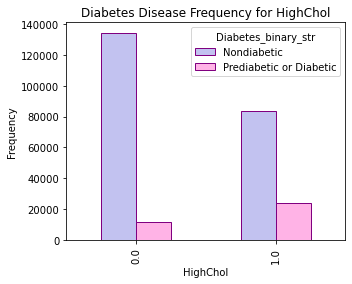 Diabetes Disease Frequency for HighChol
Diabetes_binary_str
Nondiabetic
Prediabetic or Diabetic
140000
120000
100000
80000
60000
40000
20000
0
Frequency
0.0
1.0
HighChol